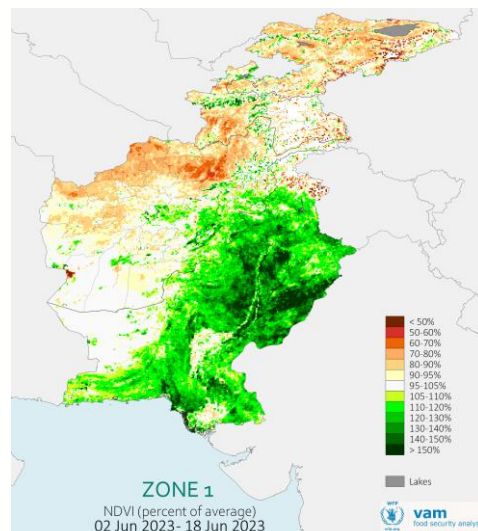 < 50%
50-60%
60-70%
70-80%
80-90%
90-95%
95-105%
105-110%
110-120%
120-130%
130-140%
140-150%
> 150%
Lakes
ZONE 1
NDVI (percent of average)
02 Jun 2023- 18 Jun 2023
WFP
vam
food security analy